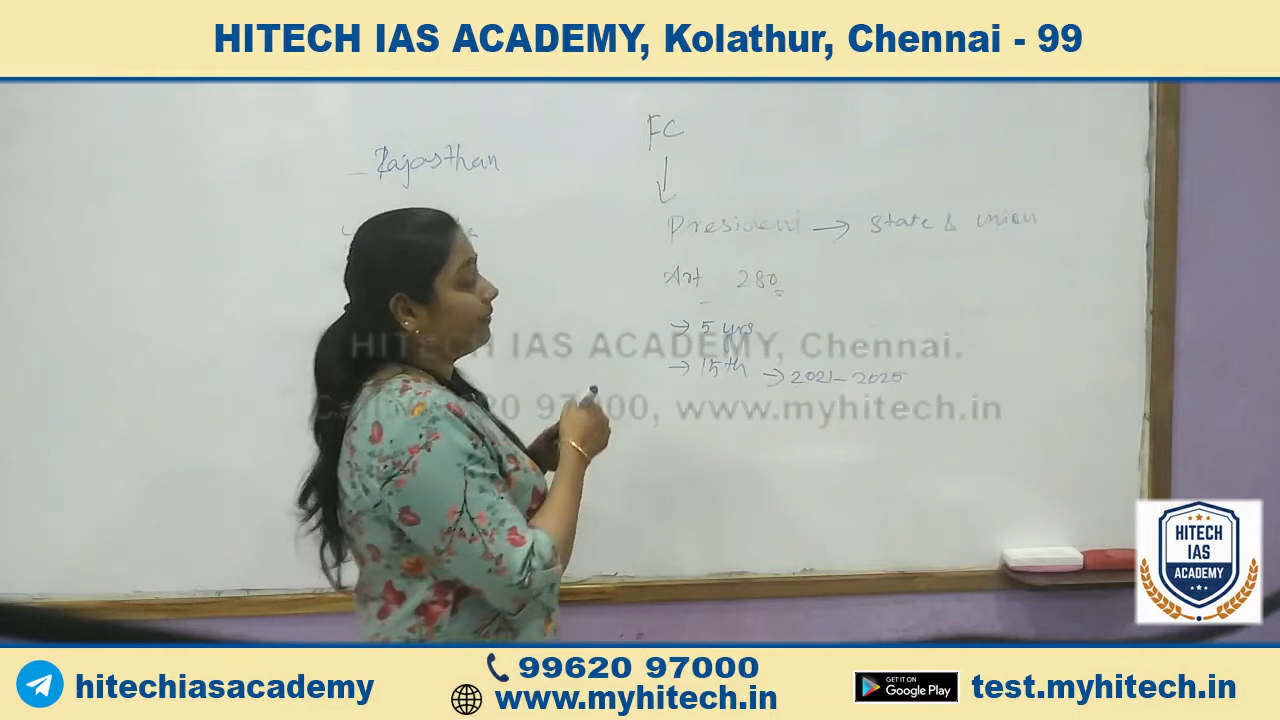 HITECH IAS ACADEMY, Kolathur, Chennai - 99
Rajasthan
FC
President → State & Union
Art 280
→ 5 yrs
→ 15th → 2021-2025
HITECH IAS ACADEMY, Chennai.
97000, www.myhitech.in
HITECH
IAS
ACADEMY
hitechiasacademy
99620 97000
www.myhitech.in
GET IT ON
Google Play
test.myhitech.in